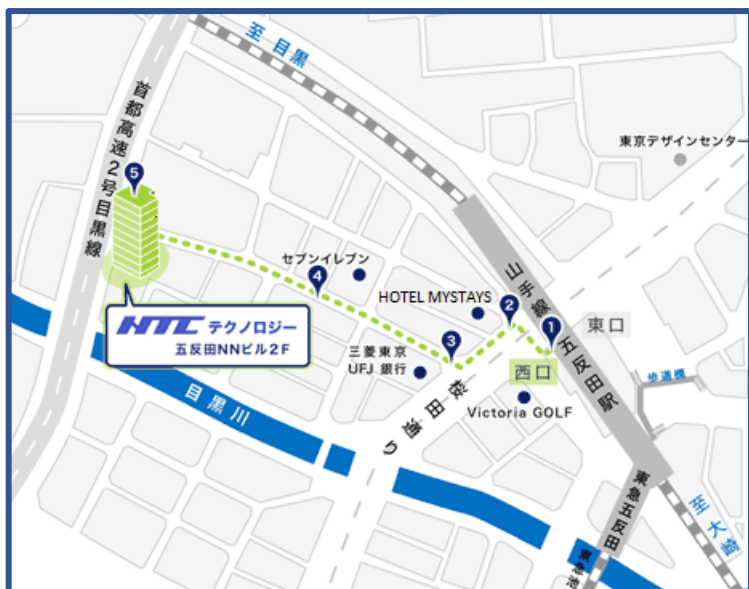 至 目黒
首都高速2号目黒線
東京デザインセンター
5
セブンイレブン
4
山手線 五反田駅
HOTEL MYSTAYS
2
1
東口
HTC テクノロジー
五反田NNビル2F
3
三菱東京
UFJ 銀行
西口
歩道橋
桜田通り
Victoria GOLF
目黒川
東急五反田
至 大崎
東急池